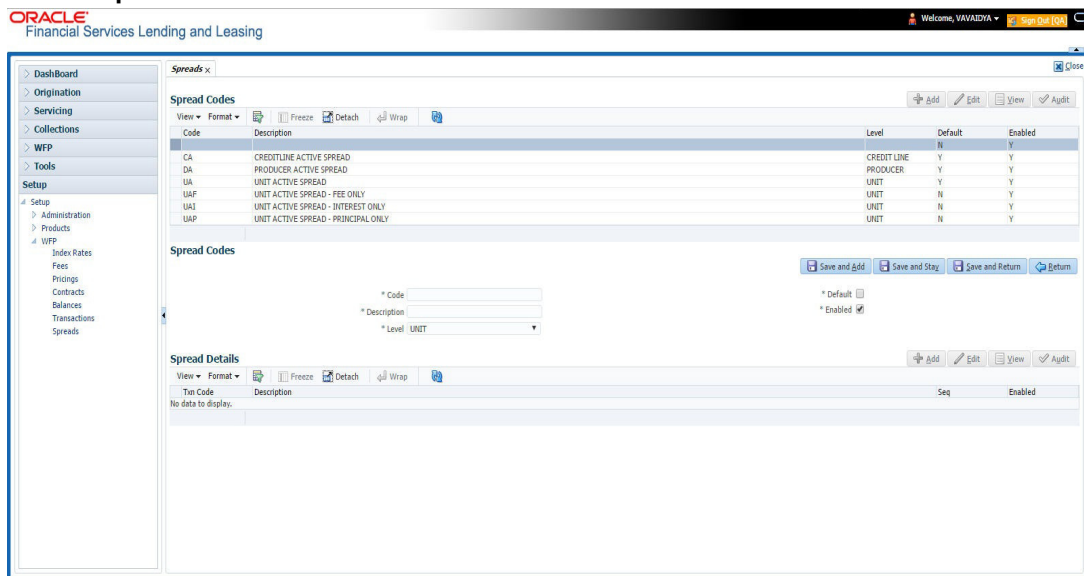 ORACLE
Financial Services Lending and Leasing
Welcome, VAVAIDYA
Sign Out [QA]
DashBoard
Origination
Servicing
Collections
WFP
Tools
Setup
Setup
Administration
Products
WFP
Index Rates
Fees
Pricings
Contracts
Balances
Transactions
Spreads
Spreads x
Close
Spread Codes
Add Edit View Audit
View Format Freeze Detach Wrap
Code Description Level Default Enabled
N Y
CA CREDITLINE ACTIVE SPREAD CREDIT LINE Y Y
DA PRODUCER ACTIVE SPREAD PRODUCER Y Y
UA UNIT ACTIVE SPREAD UNIT Y Y
UAF UNIT ACTIVE SPREAD - FEE ONLY UNIT N Y
UAI UNIT ACTIVE SPREAD - INTEREST ONLY UNIT N Y
UAP UNIT ACTIVE SPREAD - PRINCIPAL ONLY UNIT N Y
Spread Codes
Save and Add Save and Stay Save and Return Return
* Code * Default
* Description * Enabled
* Level UNIT
Spread Details
Add Edit View Audit
View Format Freeze Detach Wrap
Txn Code Description Seq Enabled
No data to display.